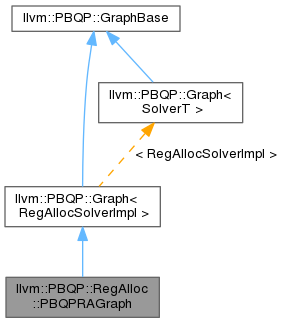 llvm::PBQP::GraphBase
llvm::PBQP::Graph<
SolverT >
< RegAllocSolverImpl >
llvm::PBQP::Graph<
RegAllocSolverImpl >
llvm::PBQP::RegAlloc
::PBQPRAGraph